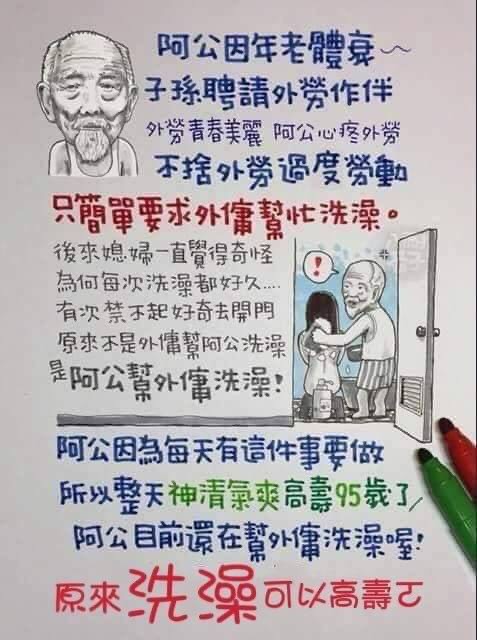 阿公因年老體衰~
子孫聘請外勞作伴
外勞青春美麗 阿公心疼外勞
不捨外勞過度勞動
只簡單要求外傭幫忙洗澡。
後來媳婦一直覺得奇怪
為何每次洗澡都好久....
有次禁不起好奇去開門
原來不是外傭幫阿公洗澡
是阿公幫外傭洗澡!
!
阿公因為每天有這件事要做
所以整天神清氣爽高壽95歲了/
阿公目前還在幫外傭洗澡喔!
原來洗澡可以高壽ㄛ